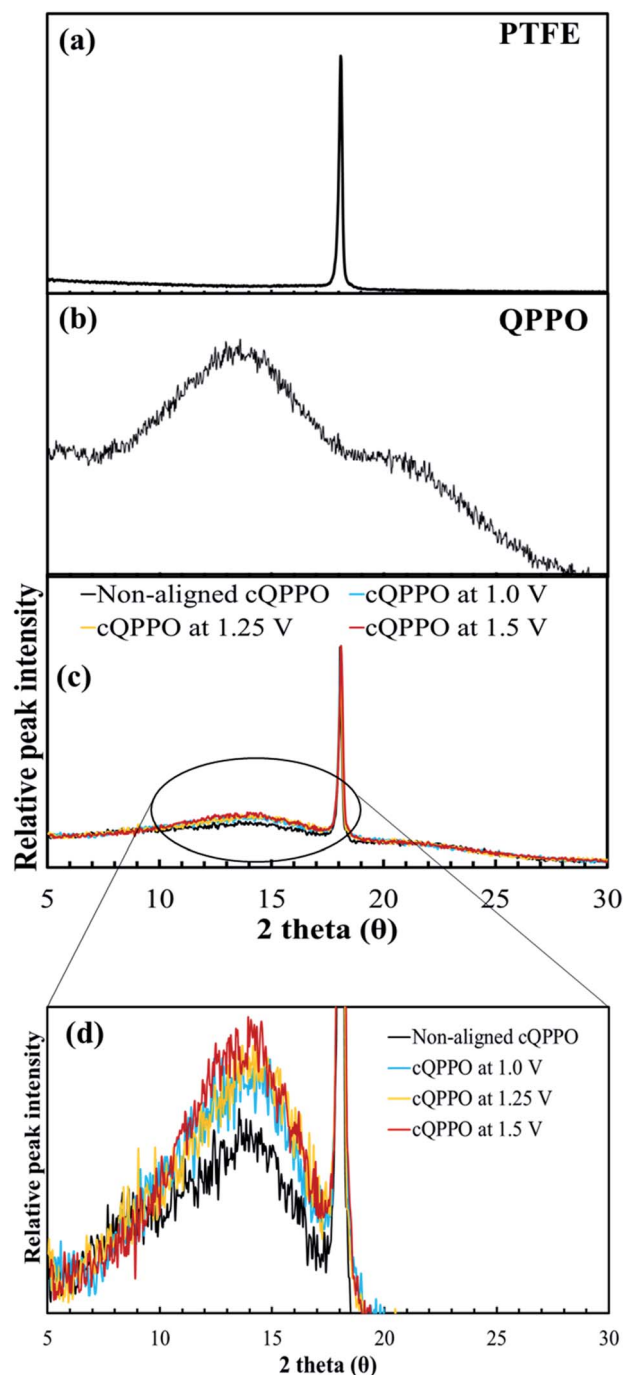 (a)
PTFE
(b)
QPPO
Non-aligned cQPPO
cQPPO at 1.0 V
cQPPO at 1.25 V
cQPPO at 1.5 V
(c)
Relative peak intensity
5 10 15 20 25 30
2 theta (θ)
(d)
Non-aligned cQPPO
cQPPO at 1.0 V
cQPPO at 1.25 V
cQPPO at 1.5 V
Relative peak intensity
5 10 15 20 25 30
2 theta (θ)